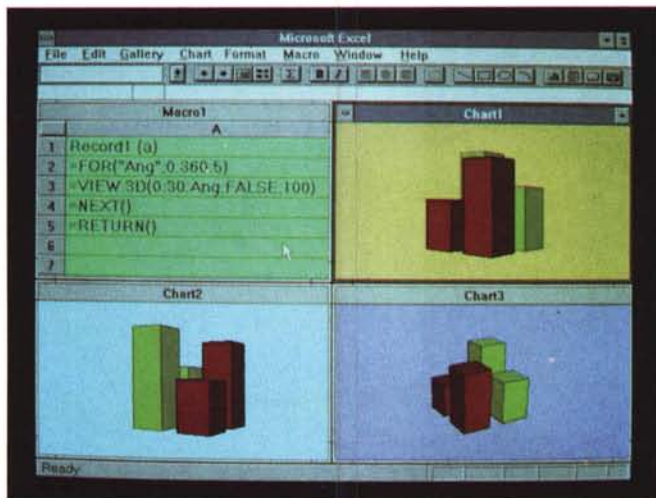 Microsoft Excel
File Edit Gallery Chart Format Macro Window Help
Macro1
A
1 Record1 (a)
2 =FOR("Ang",0,360,5)
3 =VIEW.3D(0;30;Ang;FALSE;100)
4 =NEXT()
5 =RETURN()
6
7
Chart1
Chart2
Chart3
Ready